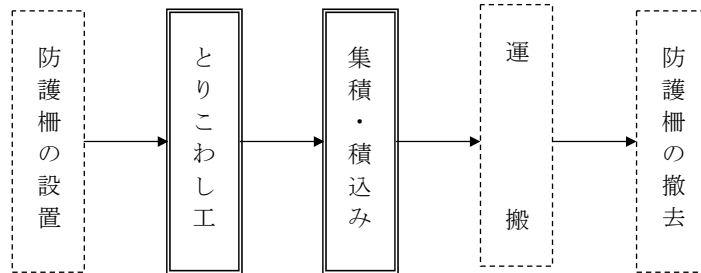 防護柵の設置
とりこわし工
集積・積込み
運搬
防護柵の撤去